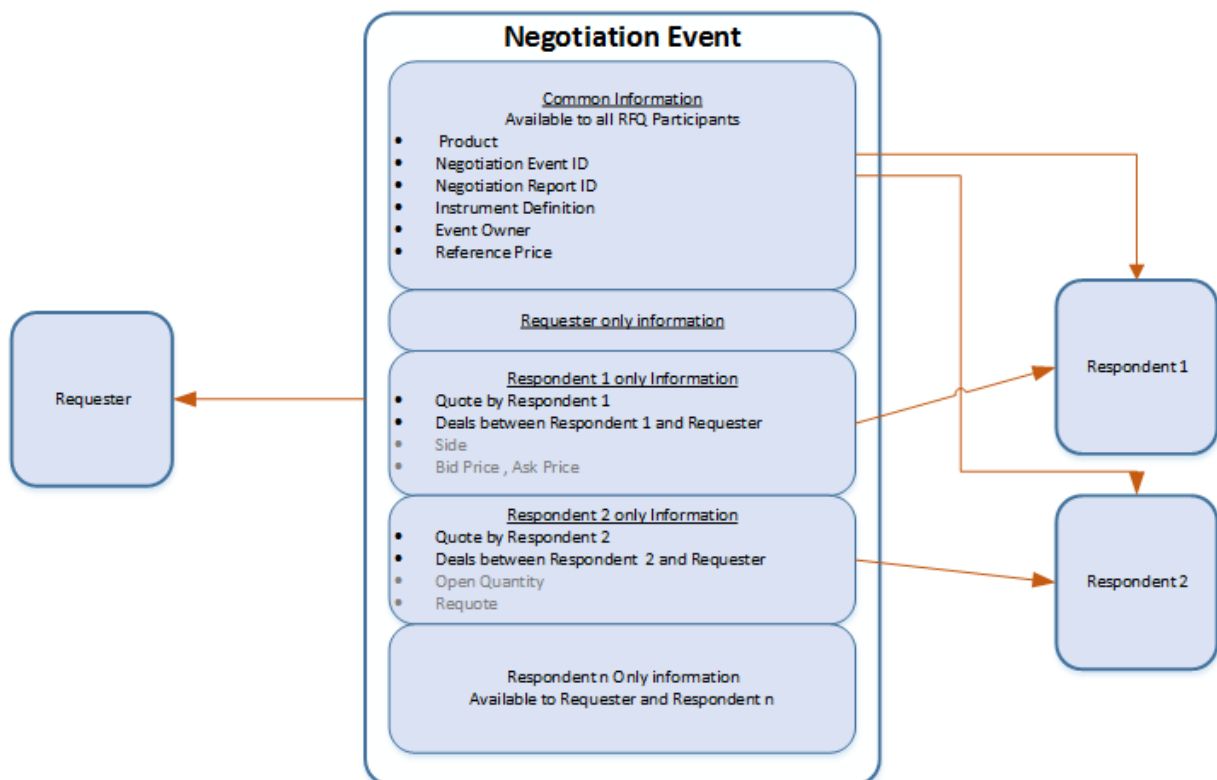 Negotiation Event
Common Information
Available to all RFQ Participants
• Product
• Negotiation Event ID
• Negotiation Report ID
• Instrument Definition
• Event Owner
• Reference Price
Requester only information
Respondent 1 only Information
• Quote by Respondent 1
• Deals between Respondent 1 and Requester
• Side
• Bid Price , Ask Price
Respondent 2 only Information
• Quote by Respondent 2
• Deals between Respondent 2 and Requester
• Open Quantity
• Requote
Respondent n Only information
Available to Requester and Respondent n
Requester
Respondent 1
Respondent 2